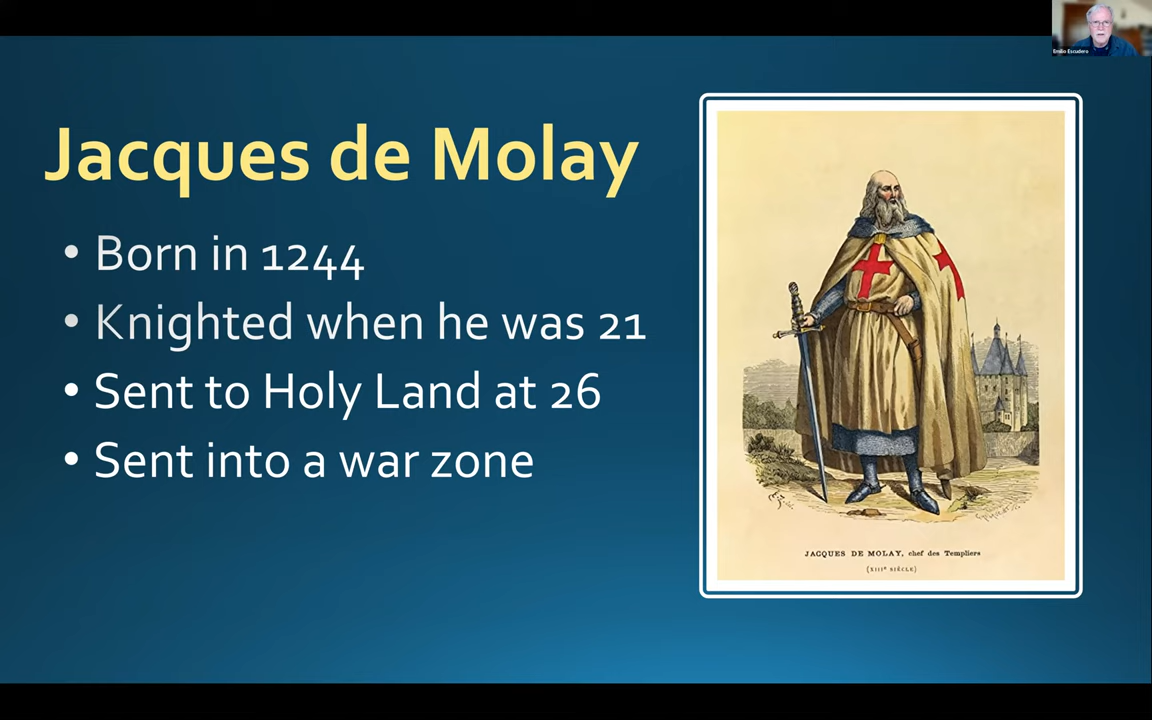 Emilio Escudero
Jacques de Molay
• Born in 1244
• Knighted when he was 21
• Sent to Holy Land at 26
• Sent into a war zone
JACQUES DE MOLAY, chef des Templiers
(XIIIe SIÈCLE)